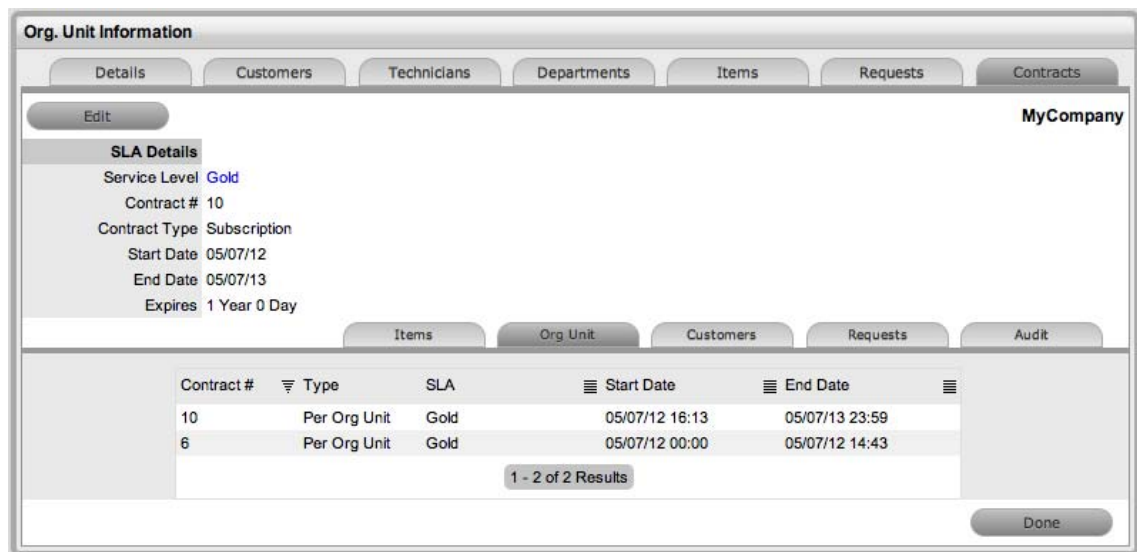 Org. Unit Information
Details Customers Technicians Departments Items Requests Contracts
Edit MyCompany
SLA Details
Service Level Gold
Contract # 10
Contract Type Subscription
Start Date 05/07/12
End Date 05/07/13
Expires 1 Year 0 Day
Items Org Unit Customers Requests Audit
Contract # Type SLA Start Date End Date
10 Per Org Unit Gold 05/07/12 16:13 05/07/13 23:59
6 Per Org Unit Gold 05/07/12 00:00 05/07/12 14:43
1 - 2 of 2 Results
Done